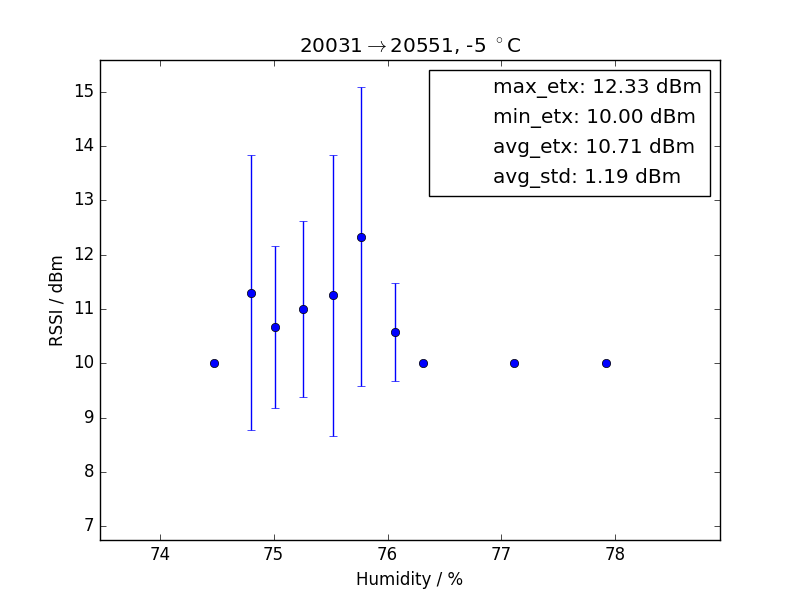 20031→20551, -5 °C
max_etx: 12.33 dBm
min_etx: 10.00 dBm
avg_etx: 10.71 dBm
avg_std: 1.19 dBm
RSSI / dBm
15
14
13
12
11
10
9
8
7
74 75 76 77 78
Humidity / %